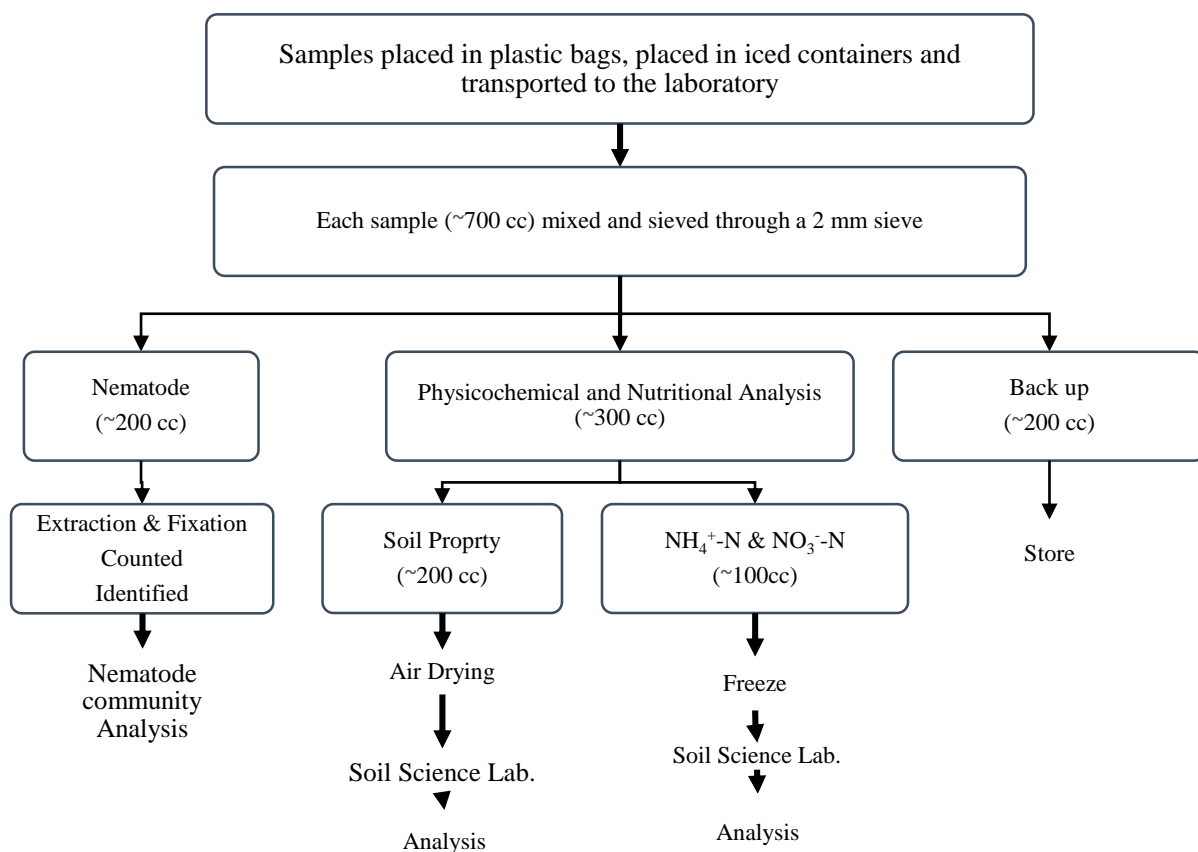 Samples placed in plastic bags, placed in iced containers and
transported to the laboratory
Each sample (~700 cc) mixed and sieved through a 2 mm sieve
Nematode
(~200 cc)
Physicochemical and Nutritional Analysis
(~300 cc)
Back up
(~200 cc)
Extraction & Fixation
Counted
Identified
Soil Proprty
(~200 cc)
NH₄⁺-N & NO₃⁻-N
(~100cc)
Store
Nematode
community
Analysis
Air Drying
Soil Science Lab.
Analysis
Freeze
Soil Science Lab.
Analysis